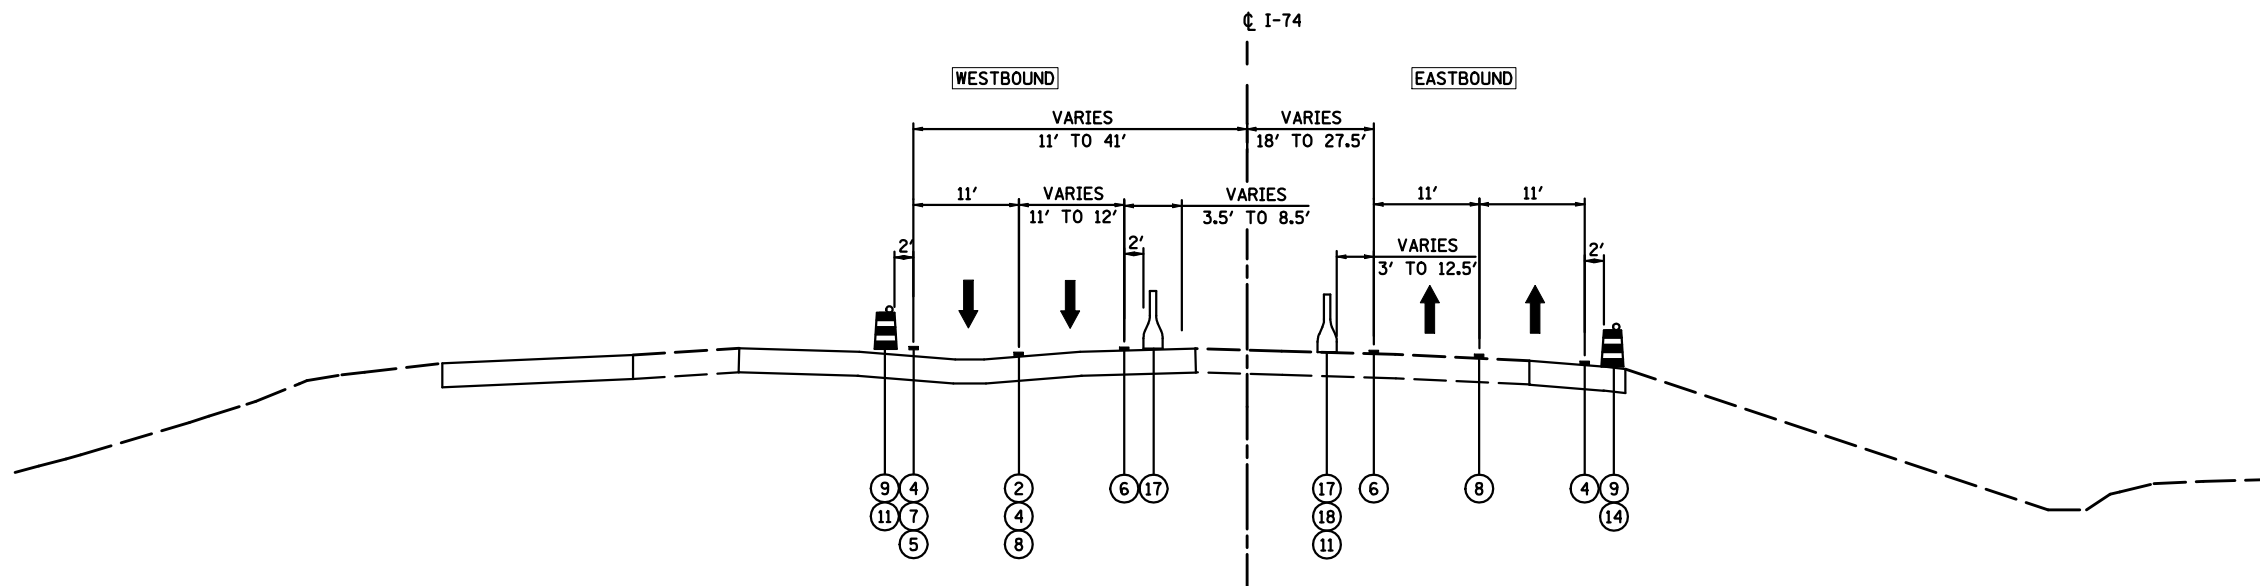 ℄ I-74
WESTBOUND
EASTBOUND
VARIES
11' TO 41'
VARIES
18' TO 27.5'
11'
VARIES
11' TO 12'
VARIES
3.5' TO 8.5'
11'
11'
2'
2'
VARIES
3' TO 12.5'
2'
9
11
4
7
5
2
4
8
6
17
17
18
11
6
8
4
9
14